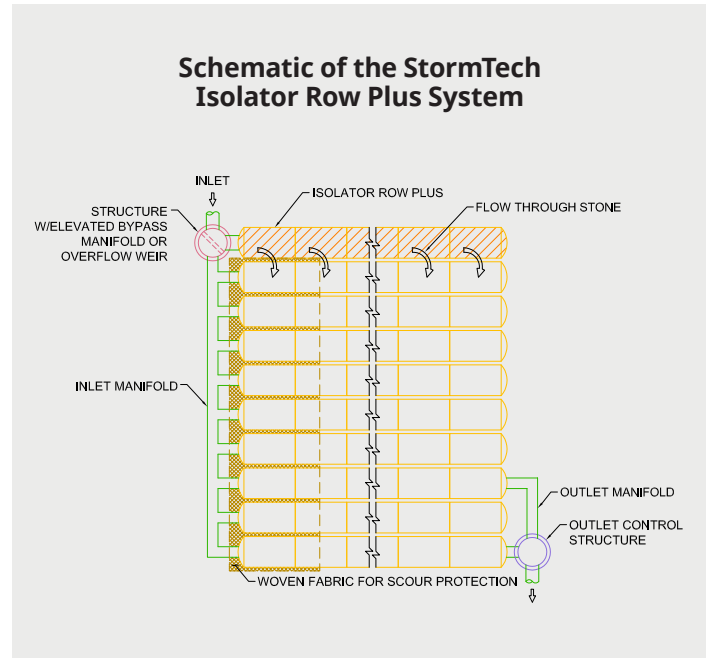 Schematic of the StormTech
Isolator Row Plus System
INLET
ISOLATOR ROW PLUS
STRUCTURE
W/ELEVATED BYPASS
MANIFOLD OR
OVERFLOW WEIR
FLOW THROUGH STONE
INLET MANIFOLD
OUTLET MANIFOLD
OUTLET CONTROL
STRUCTURE
WOVEN FABRIC FOR SCOUR PROTECTION